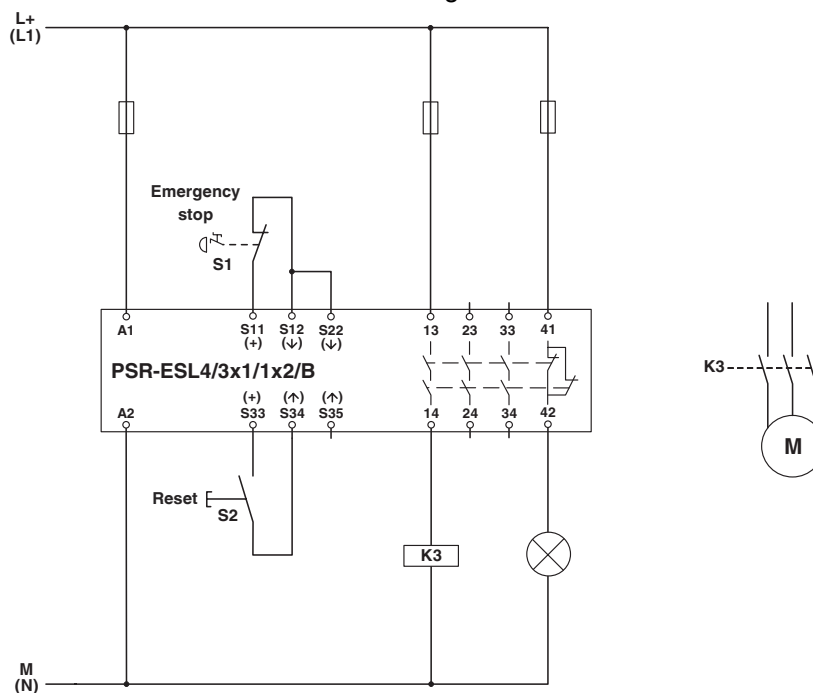 L+
(L1)
Emergency
stop
S1
A1 S11 S12 S22 13 23 33 41
(+) (↓) (↓)
PSR-ESL4/3x1/1x2/B
(+) (↑) (↑)
A2 S33 S34 S35 14 24 34 42
K3
M
Reset
S2
K3
M
(N)